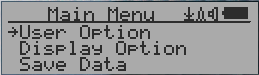 Main Menu
→User Option
Display Option
Save Data